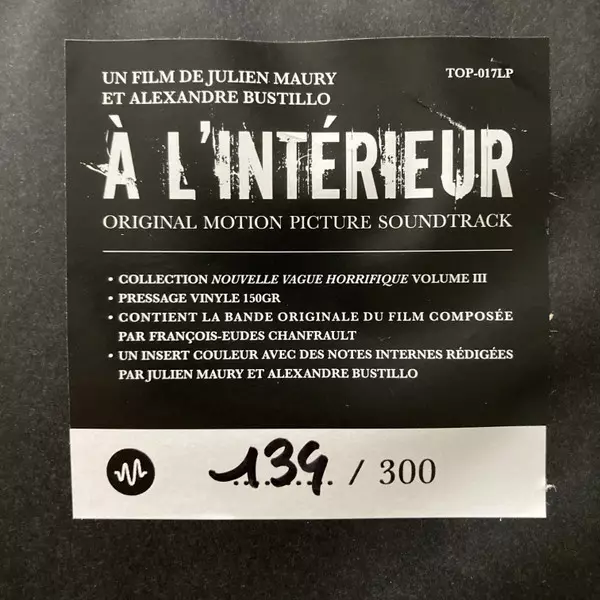 UN FILM DE JULIEN MAURY
ET ALEXANDRE BUSTILLO
TOP-017LP
À L'INTÉRIEUR
ORIGINAL MOTION PICTURE SOUNDTRACK
• COLLECTION NOUVELLE VAGUE HORRIFIQUE VOLUME III
• PRESSAGE VINYLE 150GR
• CONTIENT LA BANDE ORIGINALE DU FILM COMPOSÉE
PAR FRANÇOIS-EUDES CHANFRAULT
• UN INSERT COULEUR AVEC DES NOTES INTERNES RÉDIGÉES
PAR JULIEN MAURY ET ALEXANDRE BUSTILLO
139 / 300